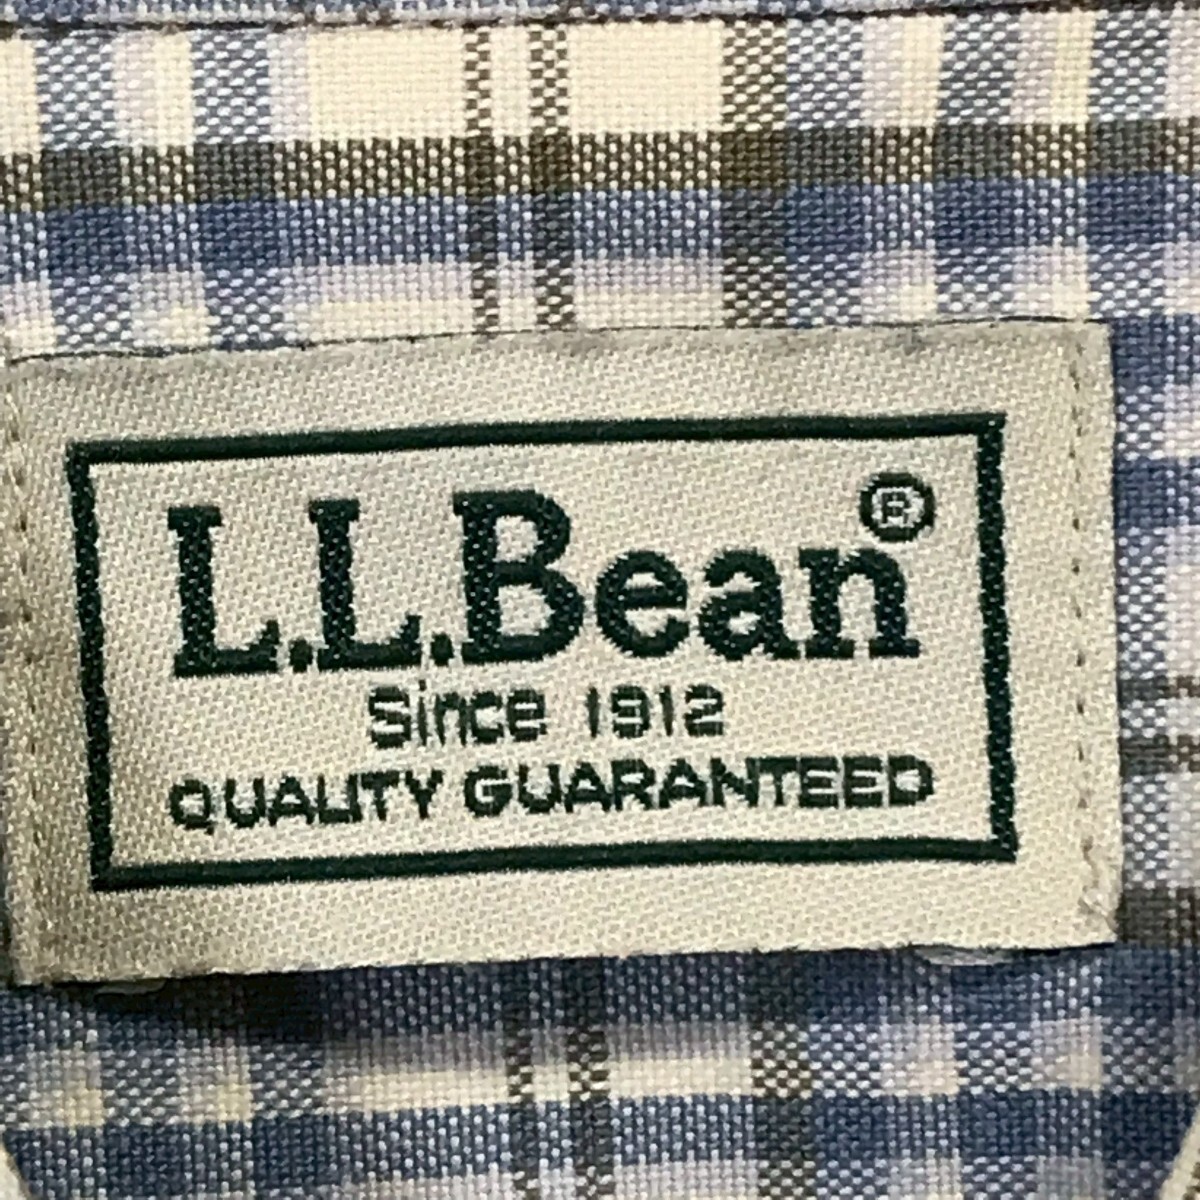 L.L.Bean®
Since 1912
QUALITY GUARANTEED